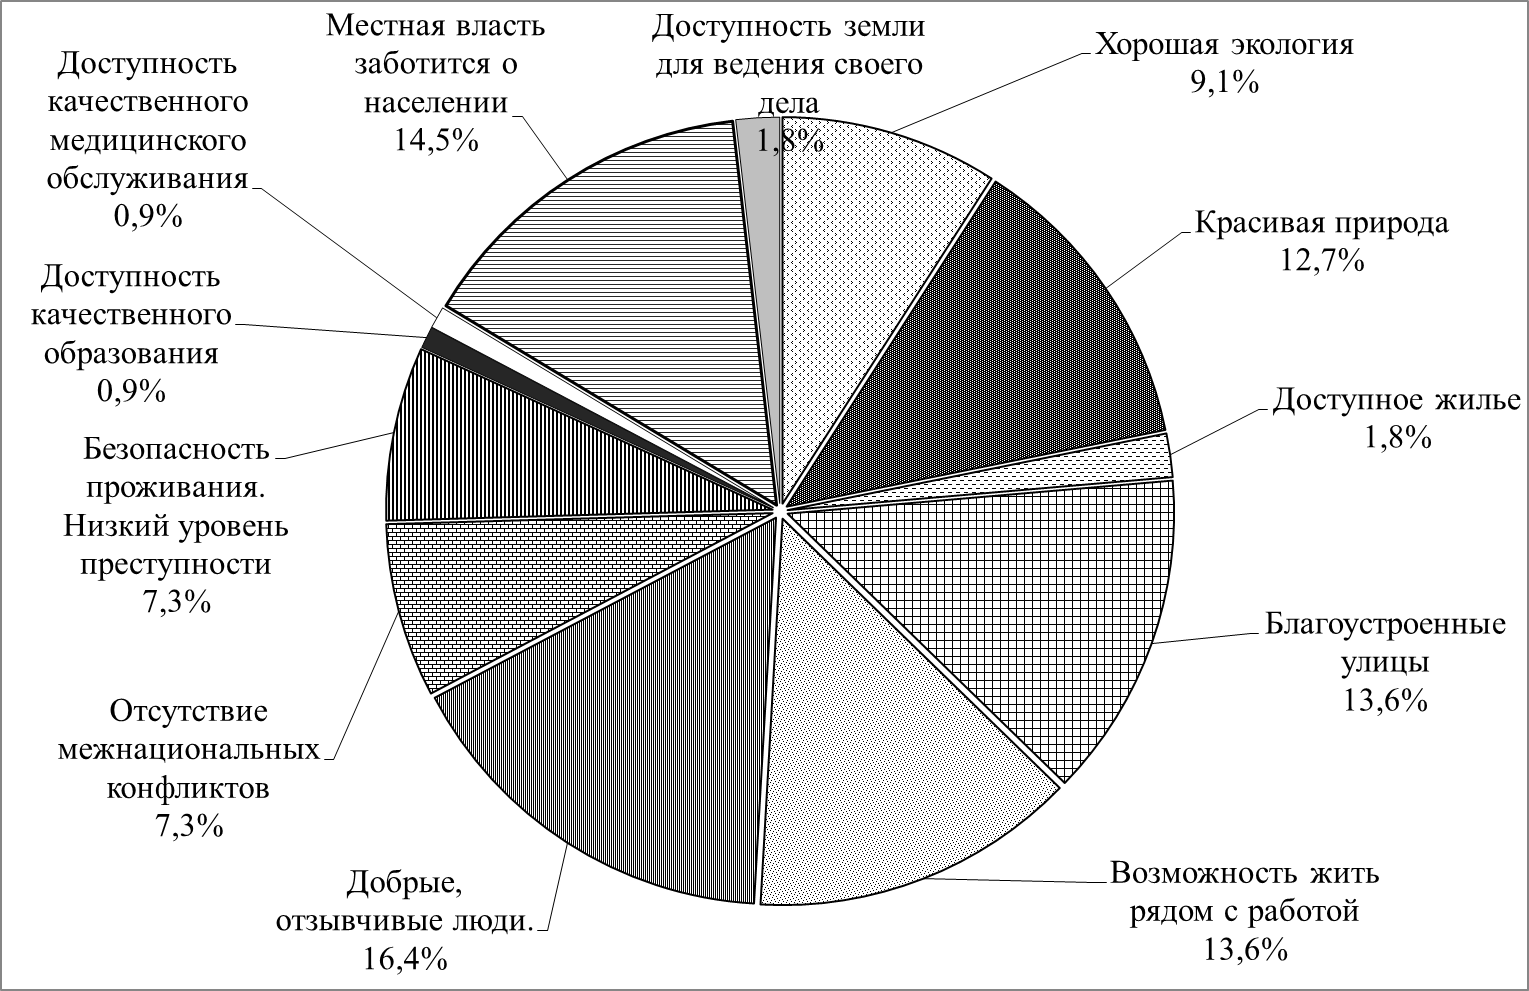 Доступность земли
для ведения своего
дела
1,8%
Хорошая экология
9,1%
Красивая природа
12,7%
Доступное жилье
1,8%
Благоустроенные
улицы
13,6%
Возможность жить
рядом с работой
13,6%
Добрые,
отзывчивые люди.
16,4%
Отсутствие
межнациональных
конфликтов
7,3%
Безопасность
проживания.
Низкий уровень
преступности
7,3%
Доступность
качественного
образования
0,9%
Доступность
качественного
медицинского
обслуживания
0,9%
Местная власть
заботится о
населении
14,5%